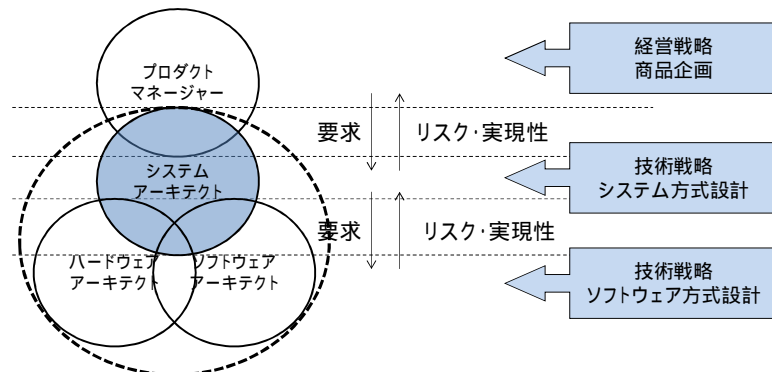 プロダクト
マネージャー
経営戦略
商品企画
要求
リスク・実現性
システム
アーキテクト
技術戦略
システム方式設計
要求
リスク・実現性
ハードウェア
アーキテクト
ソフトウェア
アーキテクト
技術戦略
ソフトウェア方式設計